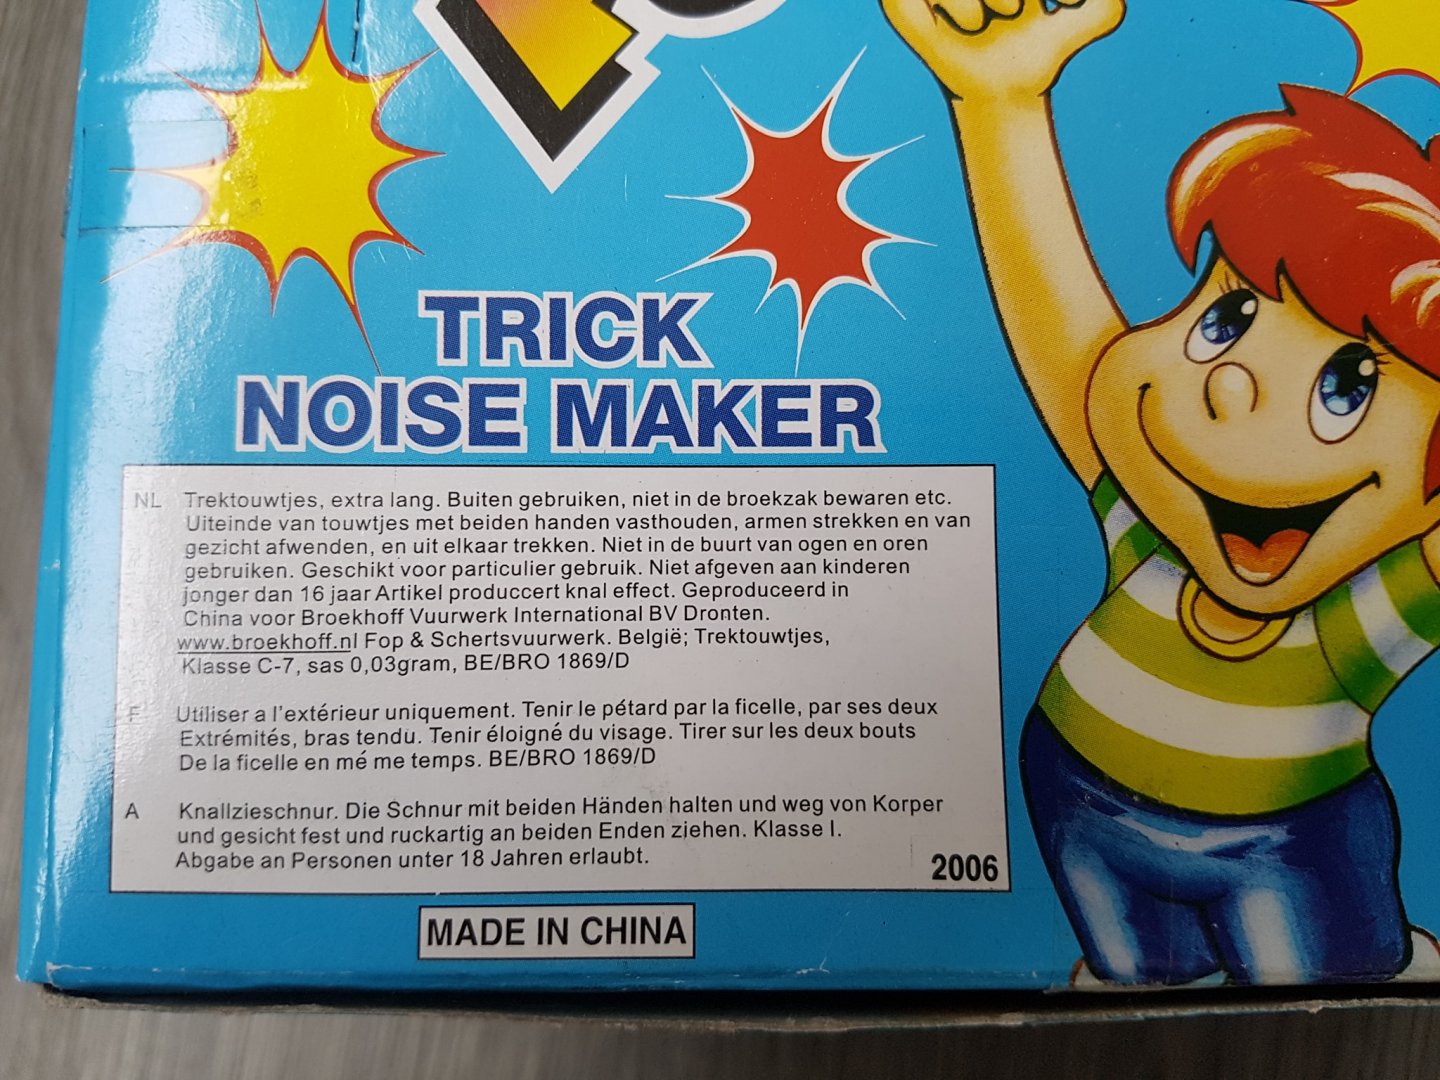 TRICK
NOISE MAKER
NL Trektouwtjes, extra lang. Buiten gebruiken, niet in de broekzak bewaren etc.
Uiteinde van touwtjes met beiden handen vasthouden, armen strekken en van
gezicht afwenden, en uit elkaar trekken. Niet in de buurt van ogen en oren
gebruiken. Geschikt voor particulier gebruik. Niet afgeven aan kinderen
jonger dan 16 jaar Artikel produccert knal effect. Geproduceerd in
China voor Broekhoff Vuurwerk International BV Dronten.
www.broekhoff.nl Fop & Schertsvuurwerk. België; Trektouwtjes,
Klasse C-7, sas 0,03gram, BE/BRO 1869/D
F Utiliser a l'extérieur uniquement. Tenir le pétard par la ficelle, par ses deux
Extrémités, bras tendu. Tenir éloigné du visage. Tirer sur les deux bouts
De la ficelle en mé me temps. BE/BRO 1869/D
A Knallzieschnur. Die Schnur mit beiden Händen halten und weg von Korper
und gesicht fest und ruckartig an beiden Enden ziehen. Klasse I.
Abgabe an Personen unter 18 Jahren erlaubt.
2006
MADE IN CHINA